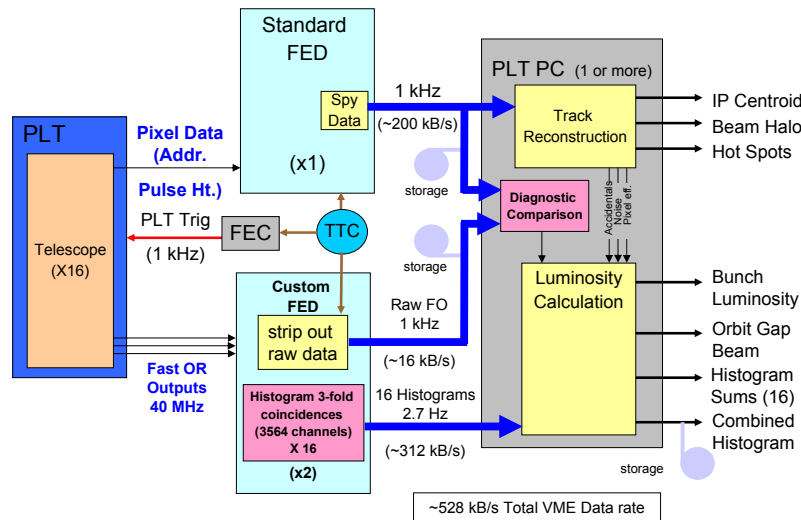 Standard
FED
Spy
Data
(x1)
1 kHz
(~200 kB/s)
storage
PLT PC (1 or more)
Track
Reconstruction
IP Centroid
Beam Halo
Hot Spots
PLT
Telescope
(X16)
Pixel Data
(Addr.
Pulse Ht.)
PLT Trig
(1 kHz)
FEC
TTC
Diagnostic
Comparison
Accidentals
Noise
Pixel eff.
storage
Custom
FED
strip out
raw data
Raw FO
1 kHz
(~16 kB/s)
Fast OR
Outputs
40 MHz
Histogram 3-fold
coincidences
(3564 channels)
X 16
(x2)
16 Histograms
2.7 Hz
(~312 kB/s)
Luminosity
Calculation
Bunch
Luminosity
Orbit Gap
Beam
Histogram
Sums (16)
Combined
Histogram
storage
~528 kB/s Total VME Data rate